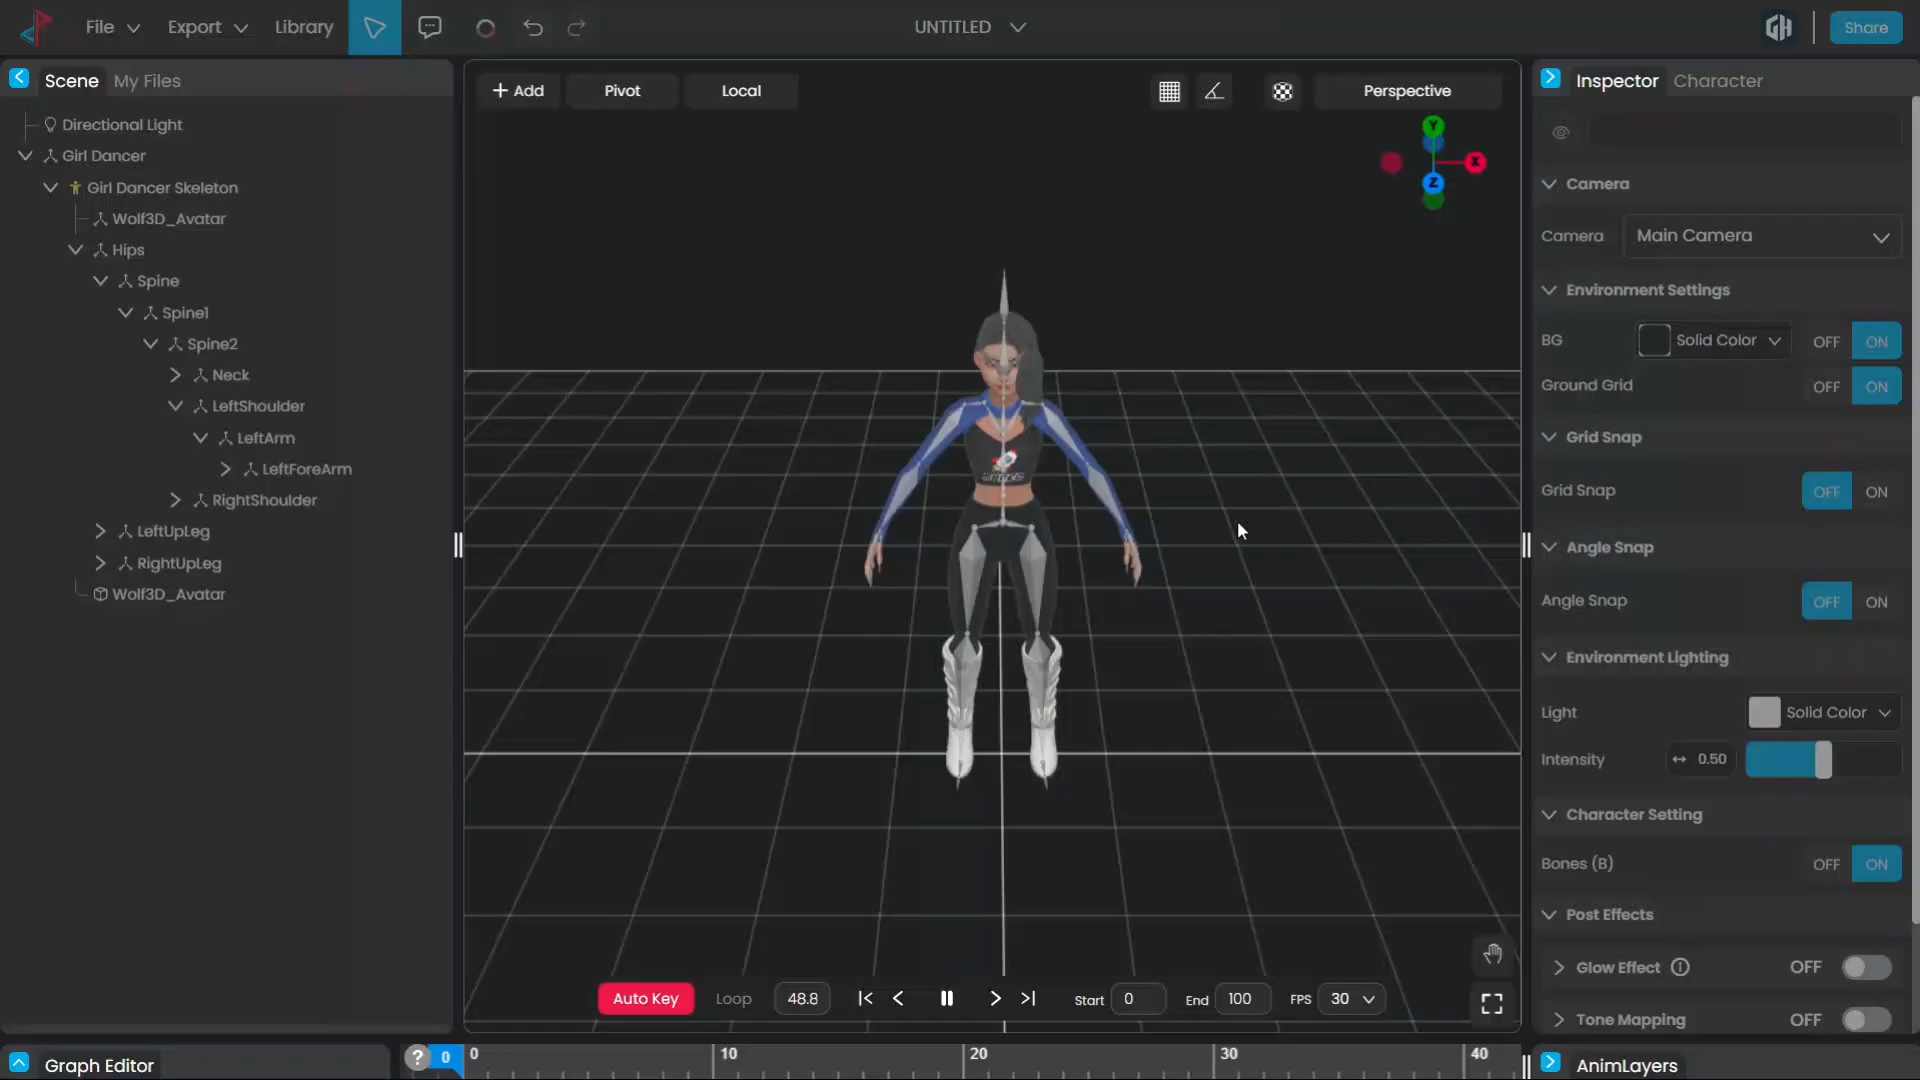 File Export Library
UNTITLED
GH
Share
Scene My Files
Directional Light
Girl Dancer
Girl Dancer Skeleton
Wolf3D_Avatar
Hips
Spine
Spine1
Spine2
Neck
LeftShoulder
LeftArm
LeftForeArm
RightShoulder
LeftUpLeg
RightUpLeg
Wolf3D_Avatar
+ Add Pivot Local
Perspective
Y
X
Z
Auto Key Loop 48.8 Start 0 End 100 FPS 30
Inspector Character
Camera
Camera Main Camera
Environment Settings
BG Solid Color OFF ON
Ground Grid OFF ON
Grid Snap
Grid Snap OFF ON
Angle Snap
Angle Snap OFF ON
Environment Lighting
Light Solid Color
Intensity 0.50
Character Setting
Bones (B) OFF ON
Post Effects
Glow Effect OFF
Tone Mapping OFF
Graph Editor
? 0 0 10 20 30 40
AnimLayers